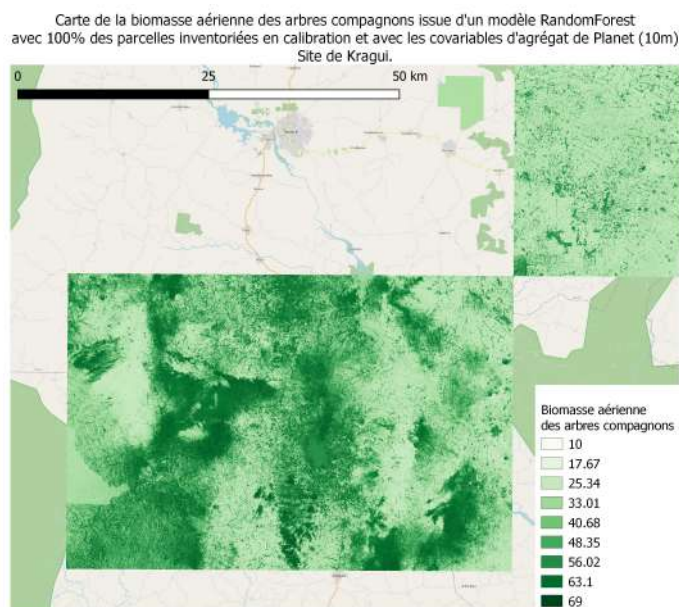 Carte de la biomasse aérienne des arbres compagnons issue d'un modèle RandomForest
avec 100% des parcelles inventoriées en calibration et avec les covariables d'agrégat de Planet (10m)
Site de Kragui.
0 25 50 km
Biomasse aérienne
des arbres compagnons
10
17.67
25.34
33.01
40.68
48.35
56.02
63.1
69